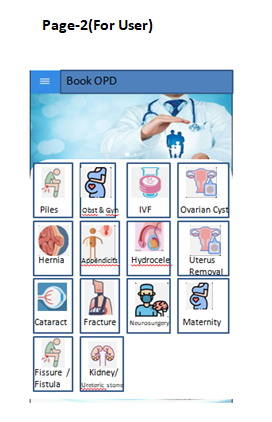 Page-2(For User)
Book OPD
Piles
Obst & Gyn
IVF
Ovarian Cyst
Hernia
Appendicits
Hydrocele
Uterus
Removal
Cataract
Fracture
Neurosurgery
Maternity
Fissure /
Fistula
Kidney/
Ureteric stone